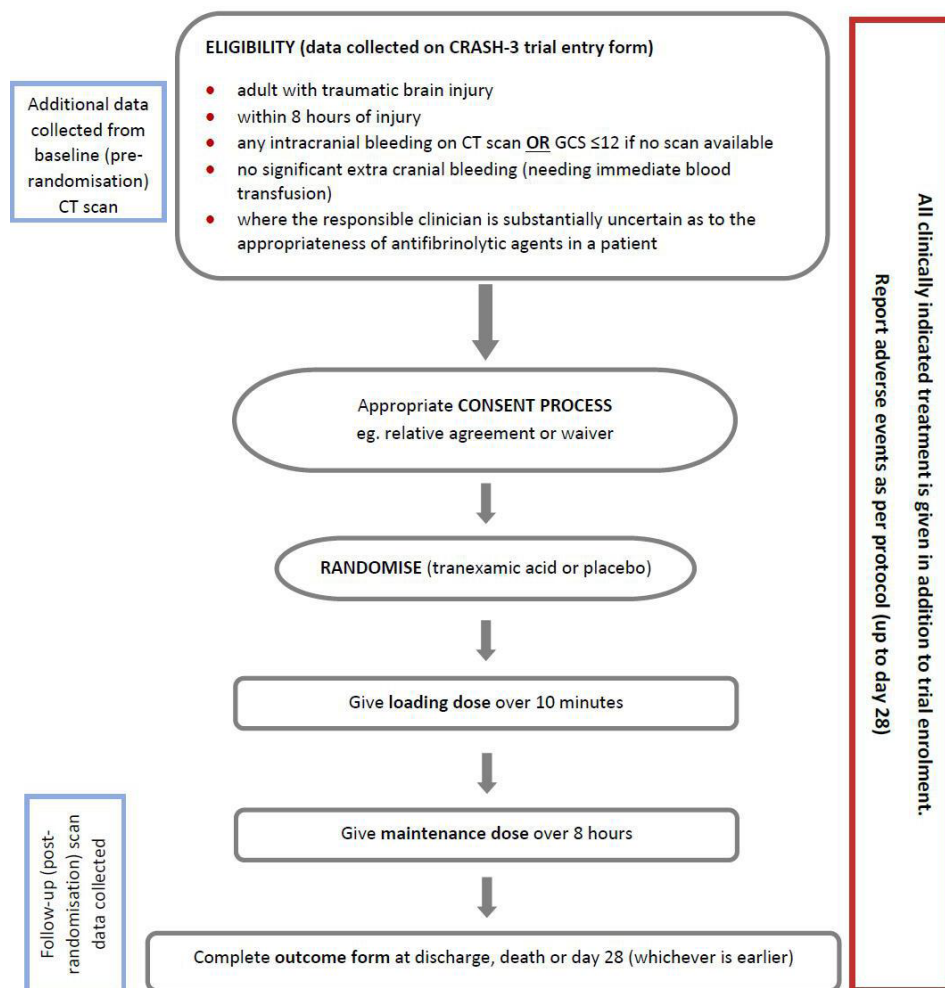 ELIGIBILITY (data collected on CRASH-3 trial entry form)
• adult with traumatic brain injury
• within 8 hours of injury
• any intracranial bleeding on CT scan OR GCS ≤12 if no scan available
• no significant extra cranial bleeding (needing immediate blood
transfusion)
• where the responsible clinician is substantially uncertain as to the
appropriateness of antifibrinolytic agents in a patient
Additional data
collected from
baseline (pre-
randomisation)
CT scan
Appropriate CONSENT PROCESS
eg. relative agreement or waiver
RANDOMISE (tranexamic acid or placebo)
Give loading dose over 10 minutes
Give maintenance dose over 8 hours
Follow-up (post-
randomisation) scan
data collected
Complete outcome form at discharge, death or day 28 (whichever is earlier)
All clinically indicated treatment is given in addition to trial enrolment.
Report adverse events as per protocol (up to day 28)